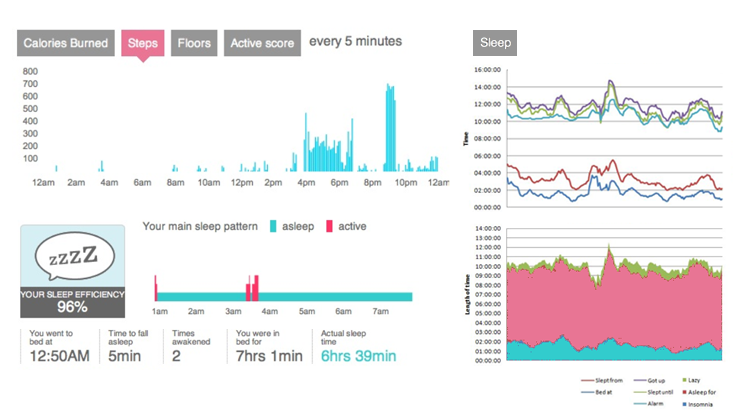 Calories Burned Steps Floors Active score every 5 minutes
800
700
600
500
400
300
200
100
12am 2am 4am 6am 8am 10am 12pm 2pm 4pm 6pm 8pm 10pm 12am
Your main sleep pattern asleep active
zzzZZ
YOUR SLEEP EFFICIENCY
96%
1am 2am 3am 4am 5am 6am 7am
You went to bed at
12:50AM
Time to fall asleep
5min
Times awakened
2
You were in bed for
7hrs 1min
Actual sleep time
6hrs 39min
Sleep
Time
16:00:00
14:00:00
12:00:00
10:00:00
08:00:00
06:00:00
04:00:00
02:00:00
00:00:00
Length of time
14:00:00
12:00:00
11:00:00
10:00:00
09:00:00
08:00:00
07:00:00
06:00:00
05:00:00
04:00:00
03:00:00
02:00:00
01:00:00
00:00:00
Slept from Got up Lazy
Bed at Slept until Asleep for
Alarm Insomnia